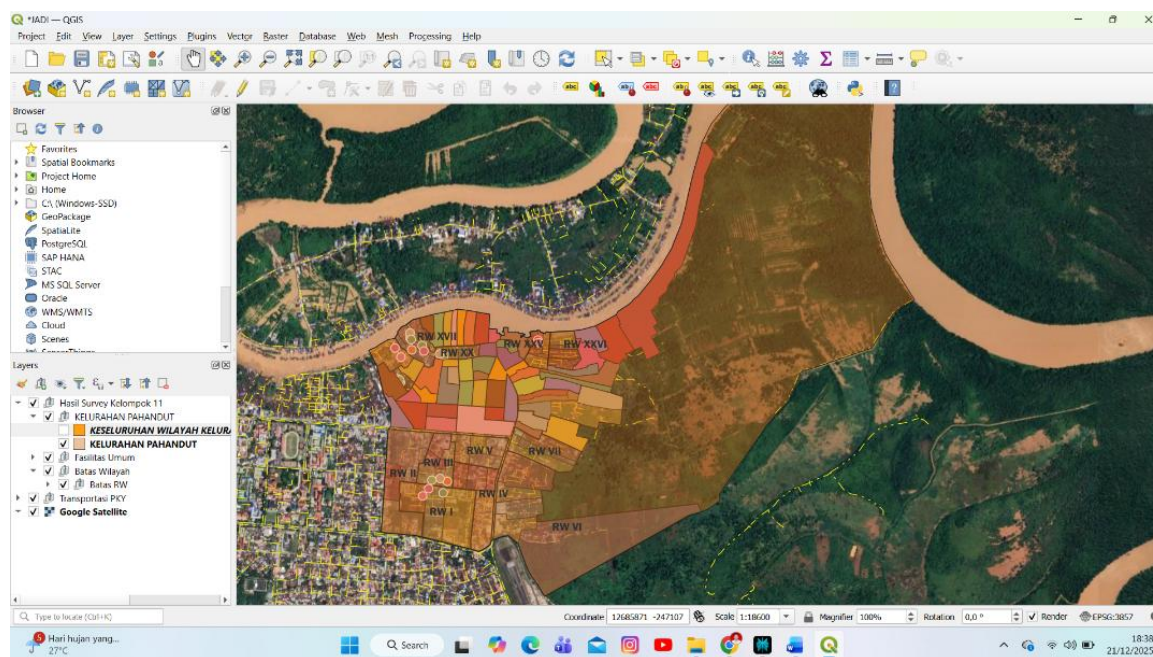 *JADI — QGIS
Project Edit View Layer Settings Plugins Vector Raster Database Web Mesh Processing Help
Browser
Favorites
Spatial Bookmarks
Project Home
Home
C:\ (Windows-SSD)
GeoPackage
SpatiaLite
PostgreSQL
SAP HANA
STAC
MS SQL Server
Oracle
WMS/WMTS
Cloud
Scenes
Layers
Hasil Survey Kelompok 11
KELURAHAN PAHANDUT
KESELURUHAN WILAYAH KELUR
KELURAHAN PAHANDUT
Fasilitas Umum
Batas Wilayah
Batas RW
Transportasi PKY
Google Satellite
RW XVII
RW XX
RW XXV
RW XXVI
RW V
RW III
RW VII
RW II
RW IV
RW I
RW VI
Type to locate (Ctrl+K)
Coordinate 12685871 -247107 Scale 1:18600 Magnifier 100% Rotation 0,0 ° Render EPSG:3857
5 Hari hujan yang...
27°C
Search
18:38
21/12/2025